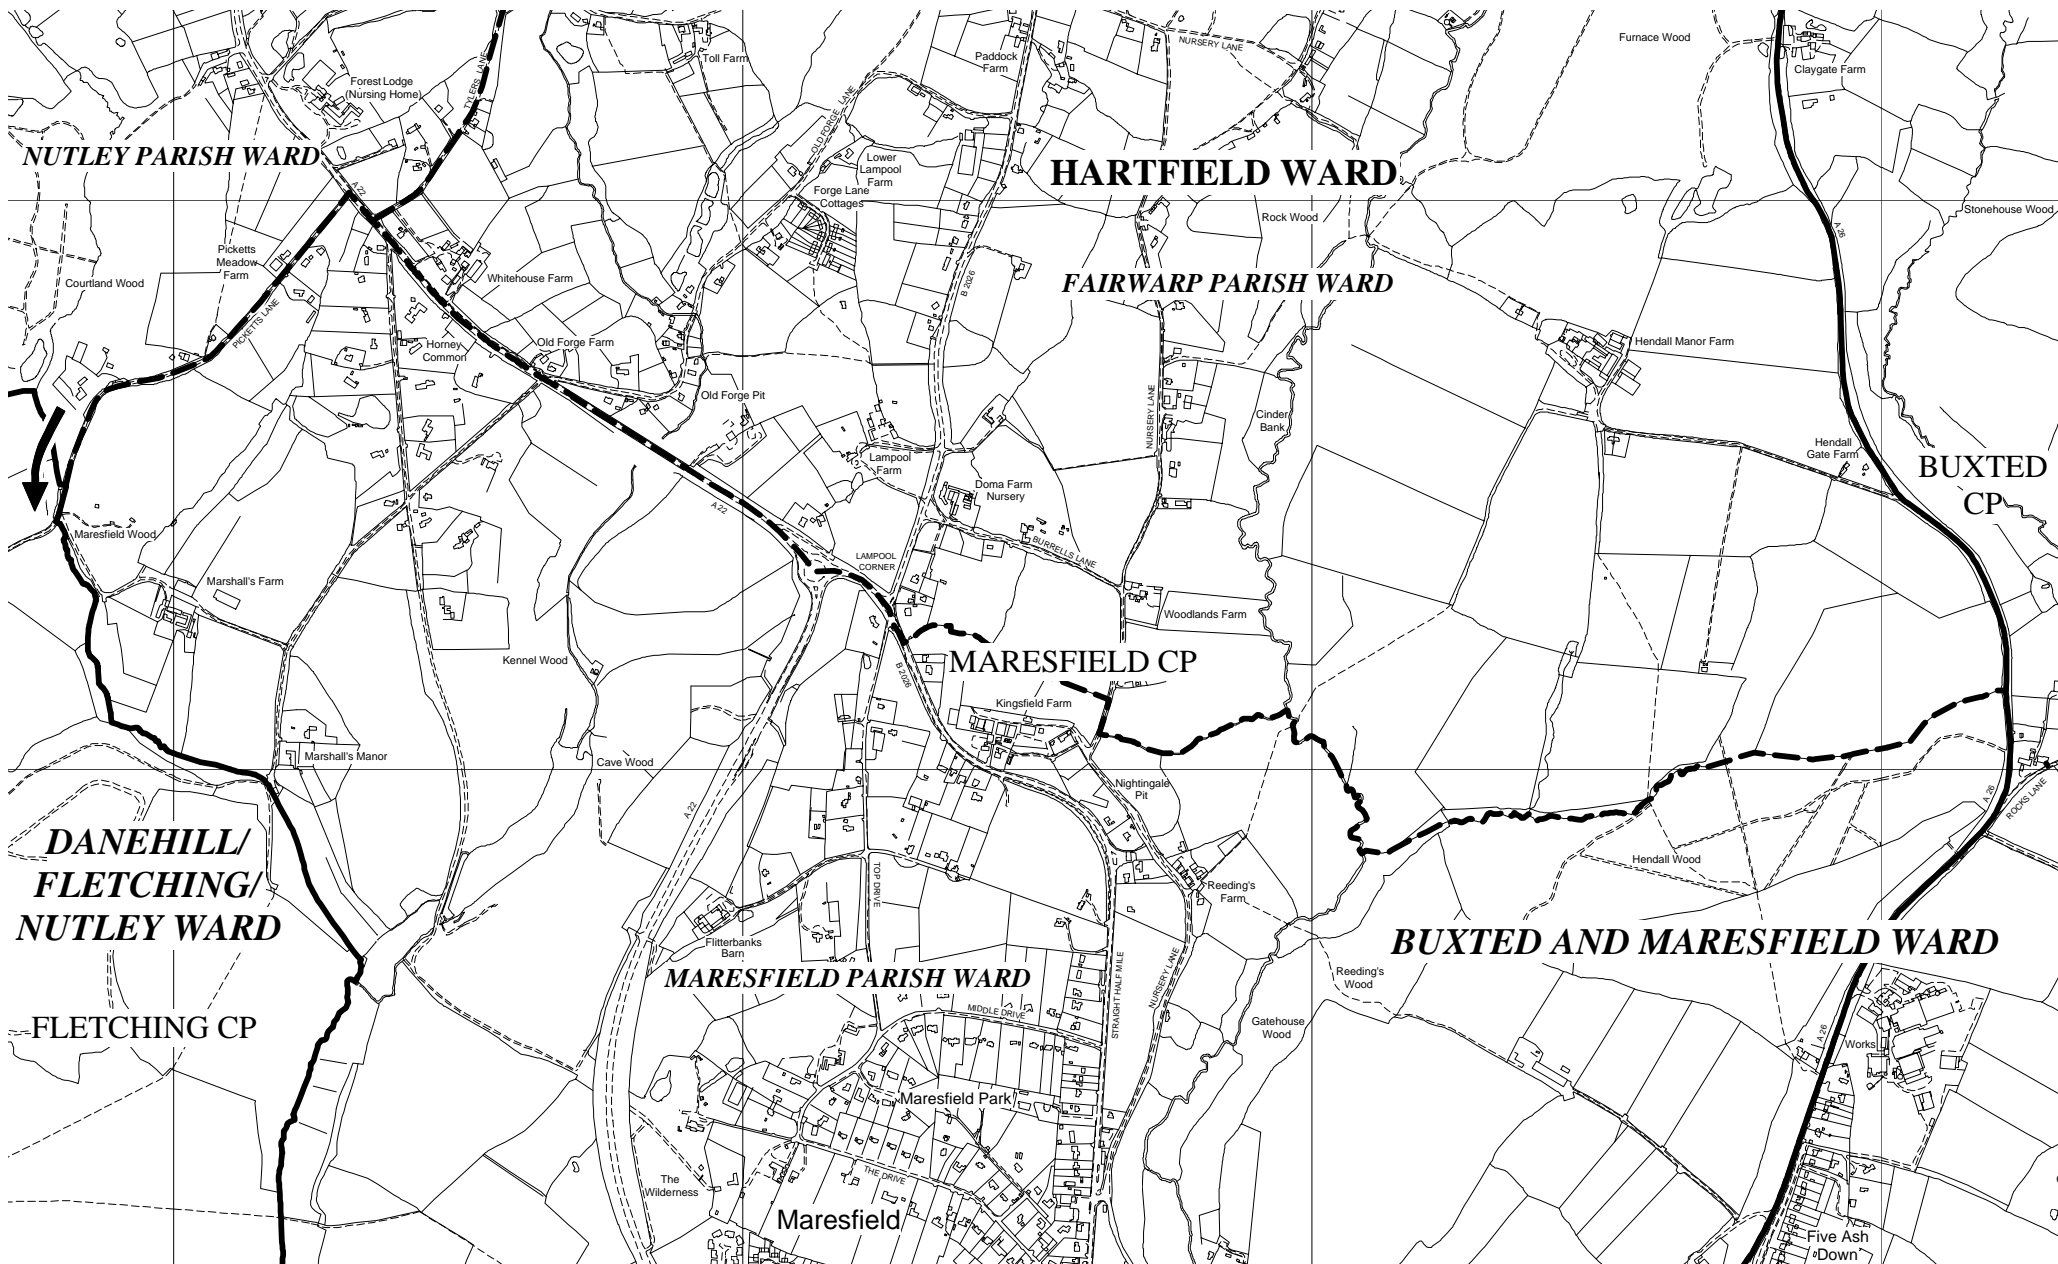 Furnace Wood
NURSERY LANE
Toll Farm
Paddock
Farm
Claygate Farm
Forest Lodge
(Nursing Home)
TYLERS LANE
OLD FORGE LANE
NUTLEY PARISH WARD
Lower
Lampool
Farm
HARTFIELD WARD
A 22
Forge Lane
Cottages
Rock Wood
Stonehouse Wood
A 26
Picketts
Meadow
Farm
Courtland Wood
Whitehouse Farm
B 2026
FAIRWARP PARISH WARD
PICKETTS LANE
Horney
Common
Old Forge Farm
Hendall Manor Farm
Old Forge Pit
NURSERY LANE
Cinder
Bank
Hendall
Gate Farm
BUXTED
CP
Lampool
Farm
Doma Farm
Nursery
A 22
Maresfield Wood
LAMPOOL
CORNER
BURRELLS LANE
Marshall's Farm
Woodlands Farm
Kennel Wood
MARESFIELD CP
B 2026
Kingsfield Farm
Marshall's Manor
Cave Wood
Nightingale
Pit
A 22
A 26
ROCKS LANE
DANEHILL/
FLETCHING/
NUTLEY WARD
TOP DRIVE
Hendall Wood
Reeding's
Farm
Flitterbanks
Barn
BUXTED AND MARESFIELD WARD
MARESFIELD PARISH WARD
STRAIGHT HALF MILE
NURSERY LANE
Reeding's
Wood
FLETCHING CP
MIDDLE DRIVE
Gatehouse
Wood
A 26
Works
Maresfield Park
THE DRIVE
The
Wilderness
Maresfield
Five Ash
Down